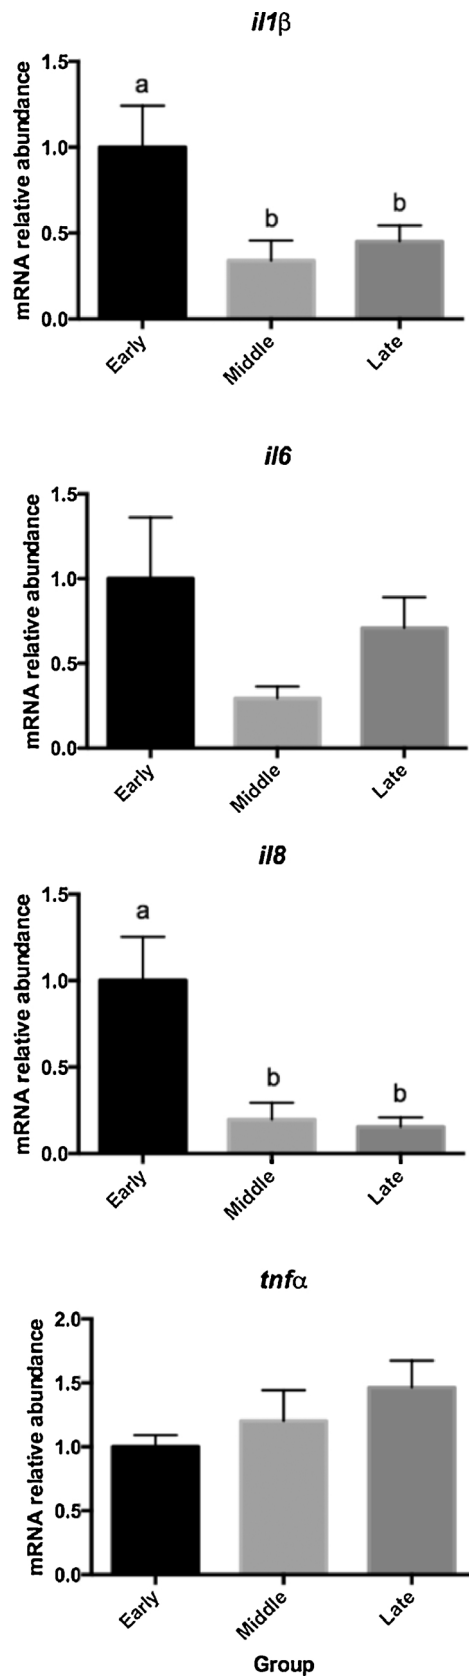 il1β
mRNA relative abundance
1.5
1.0
0.5
0.0
a
b
b
Early
Middle
Late
il6
mRNA relative abundance
1.5
1.0
0.5
0.0
Early
Middle
Late
il8
mRNA relative abundance
1.5
1.0
0.5
0.0
a
b
b
Early
Middle
Late
tnfα
mRNA relative abundance
2.0
1.5
1.0
0.5
0.0
Early
Middle
Late
Group